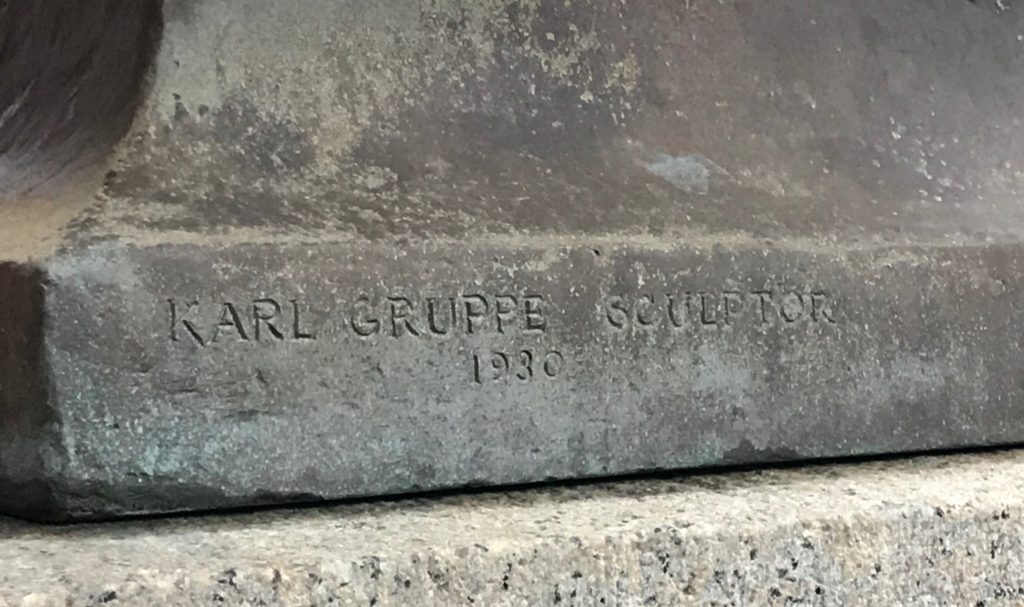 KARL GRUPPE SCULPTOR
1930